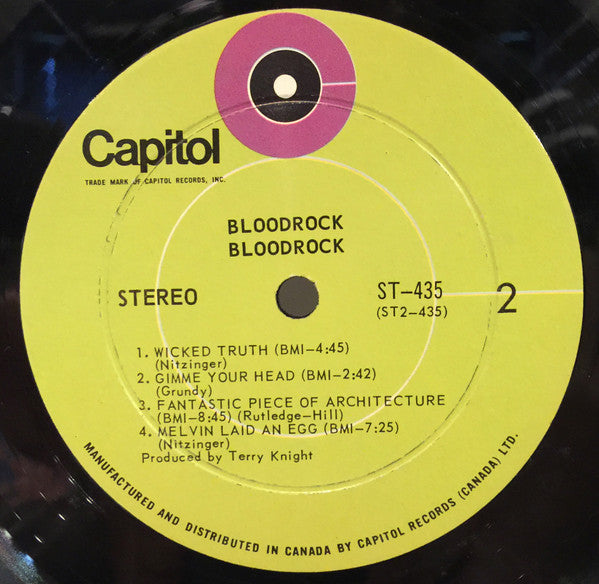 Capitol
TRADE MARK OF CAPITOL RECORDS, INC.
BLOODROCK
BLOODROCK
STEREO
ST-435
(ST2-435)
2
1. WICKED TRUTH (BMI-4:45)
(Nitzinger)
2. GIMME YOUR HEAD (BMI-2:42)
(Grundy)
3. FANTASTIC PIECE OF ARCHITECTURE
(BMI-8:45) (Rutledge-Hill)
4. MELVIN LAID AN EGG (BMI-7:25)
(Nitzinger)
Produced by Terry Knight
MANUFACTURED AND DISTRIBUTED IN CANADA BY CAPITOL RECORDS (CANADA) LTD.